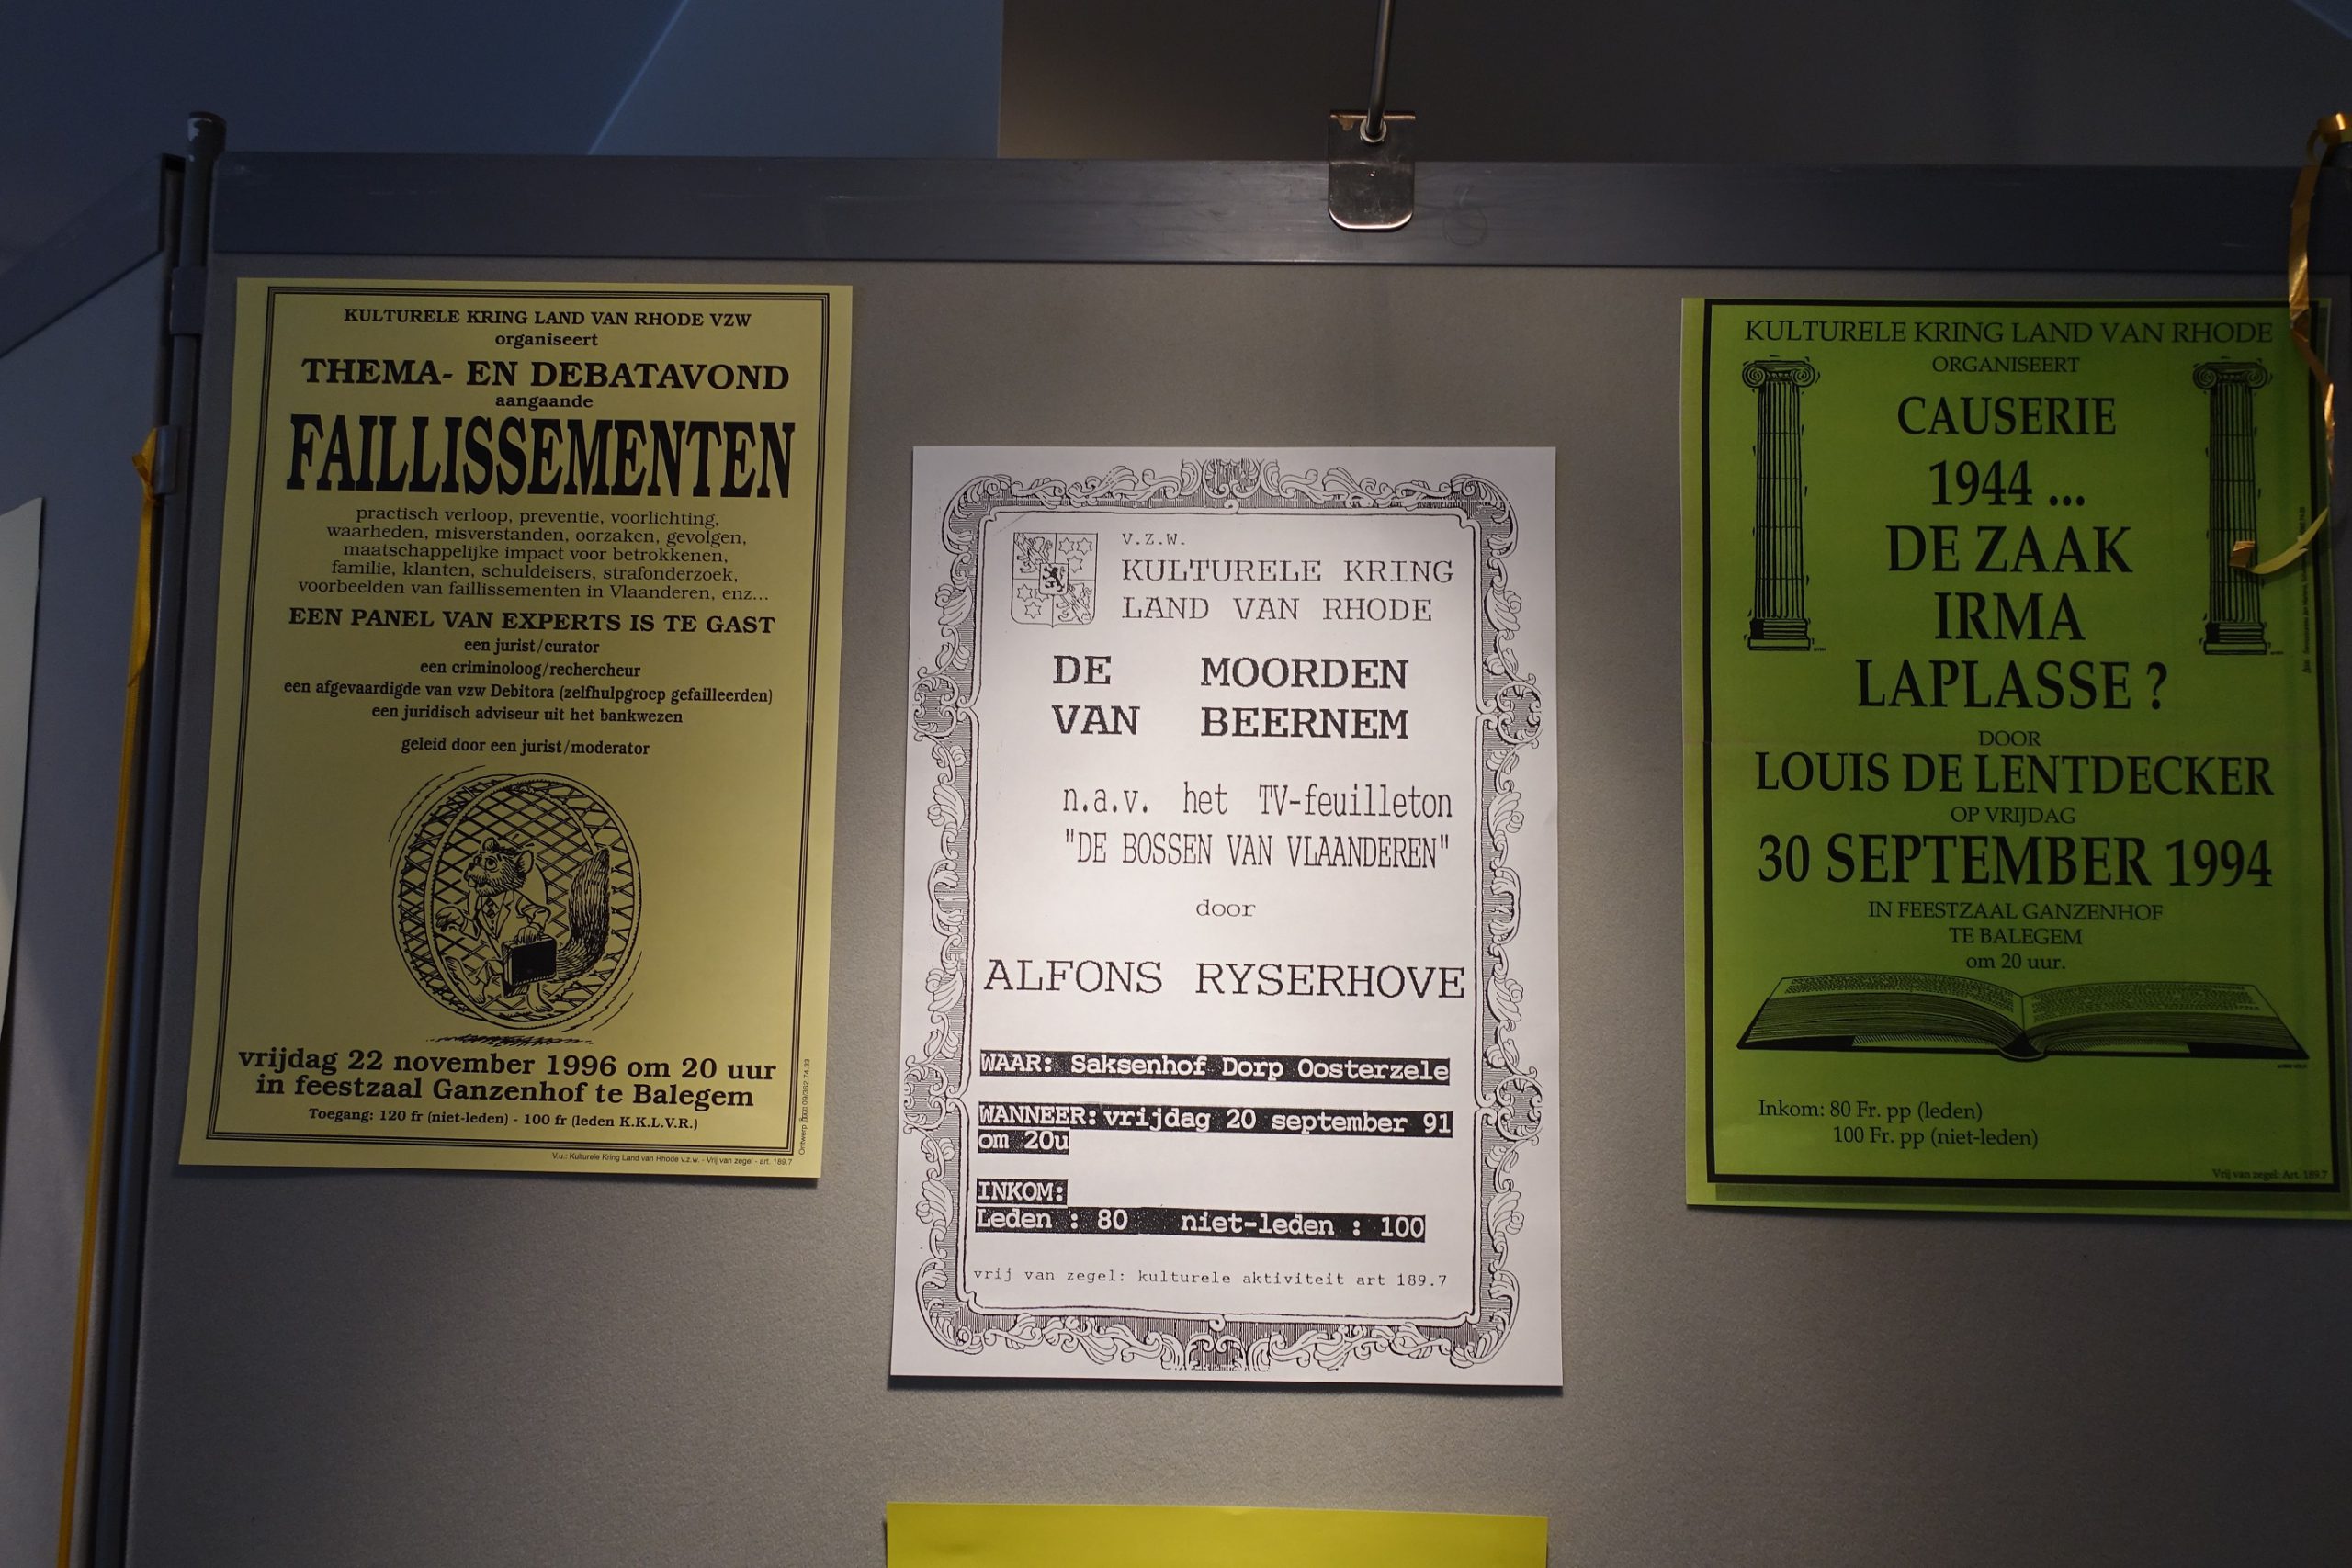 KULTURELE KRING LAND VAN RHODE VZW
organiseert
THEMA- EN DEBATAVOND
aangaande
FAILLISSEMENTEN
practisch verloop, preventie, voorlichting,
waarheden, misverstanden, oorzaken, gevolgen,
maatschappelijke impact voor betrokkenen,
familie, klanten, schuldeisers, strafonderzoek,
voorbeelden van faillissementen in Vlaanderen, enz...
EEN PANEL VAN EXPERTS IS TE GAST
een jurist/curator
een criminoloog/rechercheur
een afgevaardigde van vzw Debitora (zelfhulpgroep gefailleerden)
een juridisch adviseur uit het bankwezen
geleid door een jurist/moderator
vrijdag 22 november 1996 om 20 uur
in feestzaal Ganzenhof te Balegem
Toegang: 120 fr (niet-leden) - 100 fr (leden K.K.L.V.R.)
V.u.: Kulturele Kring Land van Rhode v.z.w. - Vrij van zegel - art. 189.7
Ontwerp 09/362.74.33
V.Z.W.
KULTURELE KRING
LAND VAN RHODE
DE MOORDEN
VAN BEERNEM
n.a.v. het TV-feuilleton
"DE BOSSEN VAN VLAANDEREN"
door
ALFONS RYSERHOVE
WAAR: Saksenhof Dorp Oosterzele
WANNEER: vrijdag 20 september 91
om 20u
INKOM:
Leden : 80 niet-leden : 100
vrij van zegel: kulturele aktiviteit art 189.7
KULTURELE KRING LAND VAN RHODE
ORGANISEERT
CAUSERIE
1944 ...
DE ZAAK
IRMA
LAPLASSE ?
DOOR
LOUIS DE LENTDECKER
OP VRIJDAG
30 SEPTEMBER 1994
IN FEESTZAAL GANZENHOF
TE BALEGEM
om 20 uur.
Inkom: 80 Fr. pp (leden)
100 Fr. pp (niet-leden)
Vrij van zegel: Art. 189.7